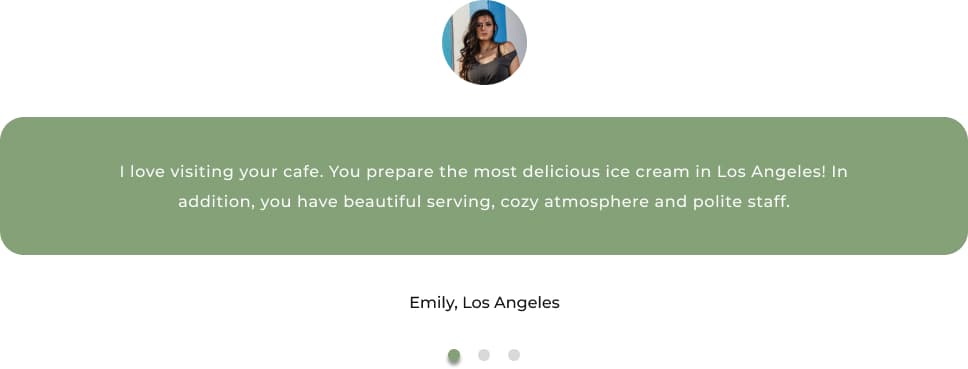 I love visiting your cafe. You prepare the most delicious ice cream in Los Angeles! In
addition, you have beautiful serving, cozy atmosphere and polite staff.
Emily, Los Angeles